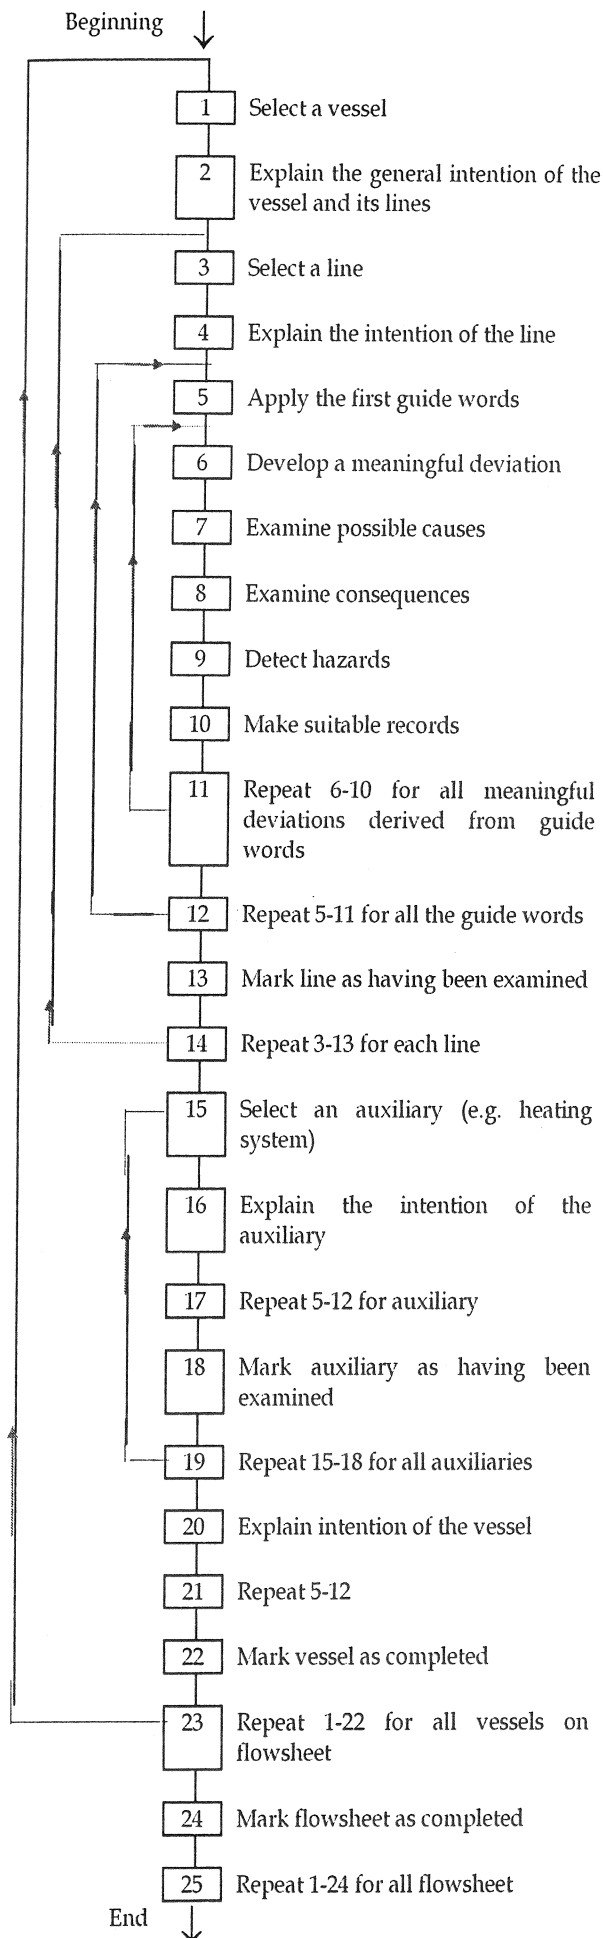 Beginning
1 Select a vessel
2 Explain the general intention of the
vessel and its lines
3 Select a line
4 Explain the intention of the line
5 Apply the first guide words
6 Develop a meaningful deviation
7 Examine possible causes
8 Examine consequences
9 Detect hazards
10 Make suitable records
11 Repeat 6-10 for all meaningful
deviations derived from guide
words
12 Repeat 5-11 for all the guide words
13 Mark line as having been examined
14 Repeat 3-13 for each line
15 Select an auxiliary (e.g. heating
system)
16 Explain the intention of the
auxiliary
17 Repeat 5-12 for auxiliary
18 Mark auxiliary as having been
examined
19 Repeat 15-18 for all auxiliaries
20 Explain intention of the vessel
21 Repeat 5-12
22 Mark vessel as completed
23 Repeat 1-22 for all vessels on
flowsheet
24 Mark flowsheet as completed
25 Repeat 1-24 for all flowsheet
End